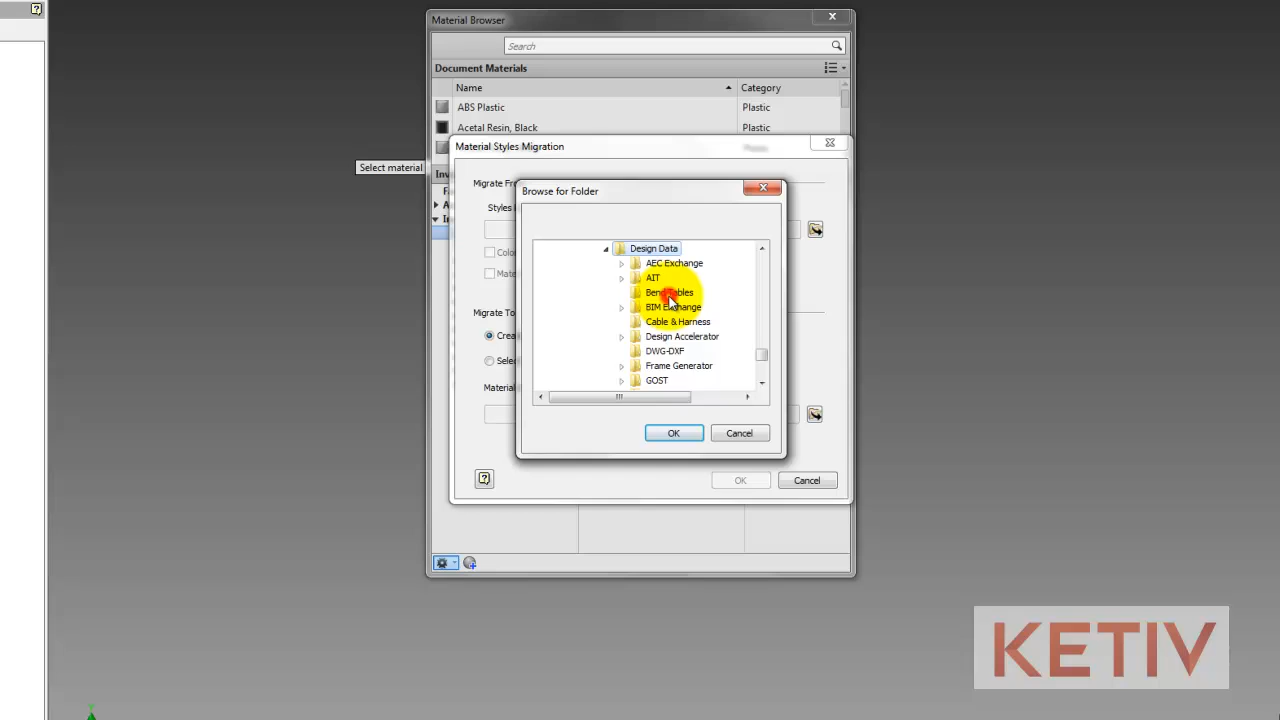 Material Browser
Search
Document Materials
Name Category
ABS Plastic Plastic
Acetal Resin, Black Plastic
Material Styles Migration
Select material
Browse for Folder
Styles
Design Data
AEC Exchange
AIT
BIM Exchange
Cable & Harness
Design Accelerator
DWG-DXF
Frame Generator
GOST
Migrate To
Material
OK Cancel
OK Cancel
KETIV